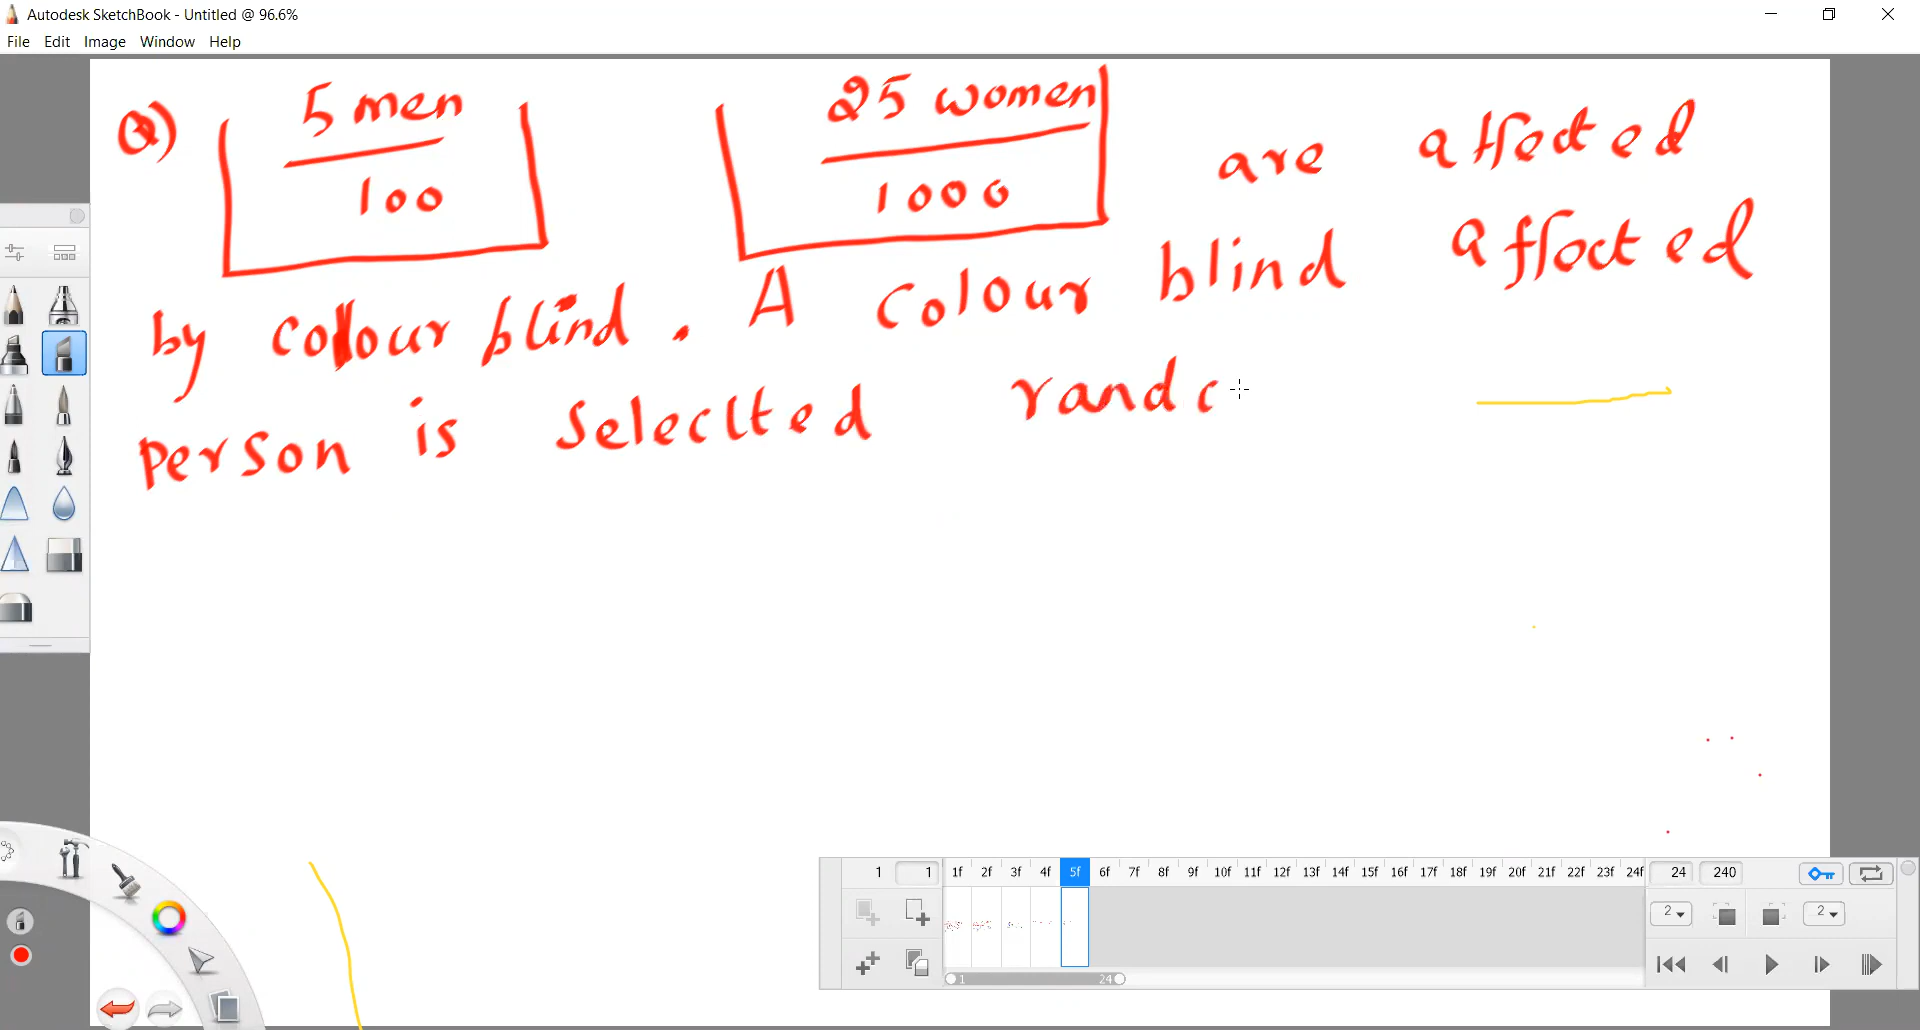 Autodesk SketchBook - Untitled @ 96.6%
File Edit Image Window Help
Q) 5 men 25 women
100 1000 are affected
by colour blind. A colour blind affected
person is seleclted randc
1 1 1f 2f 3f 4f 5f 6f 7f 8f 9f 10f 11f 12f 13f 14f 15f 16f 17f 18f 19f 20f 21f 22f 23f 24f 24 240
2 2
1 24